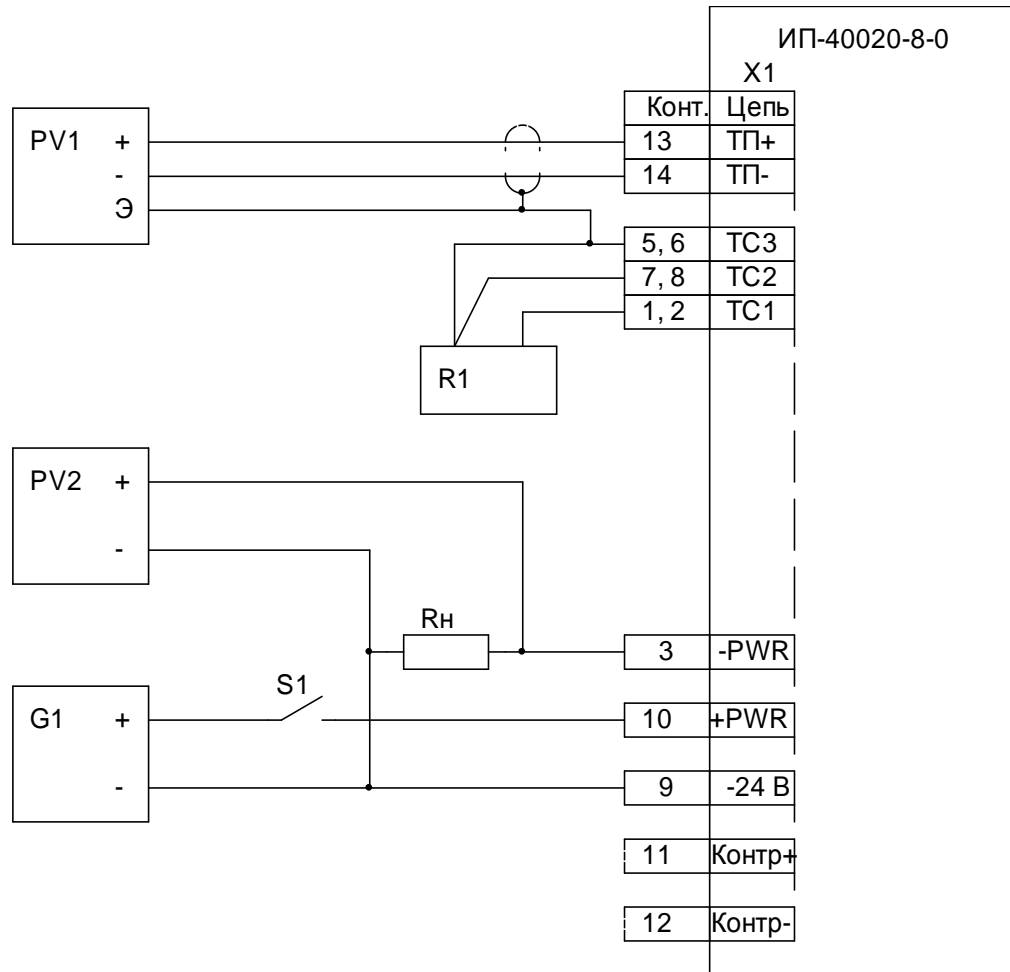 ИП-40020-8-0
X1
Конт. Цепь
PV1 + 13 ТП+
- 14 ТП-
Э
5, 6 ТС3
7, 8 ТС2
1, 2 ТС1
R1
PV2 +
-
Rн
3 -PWR
S1
G1 + 10 +PWR
- 9 -24 В
11 Контр+
12 Контр-